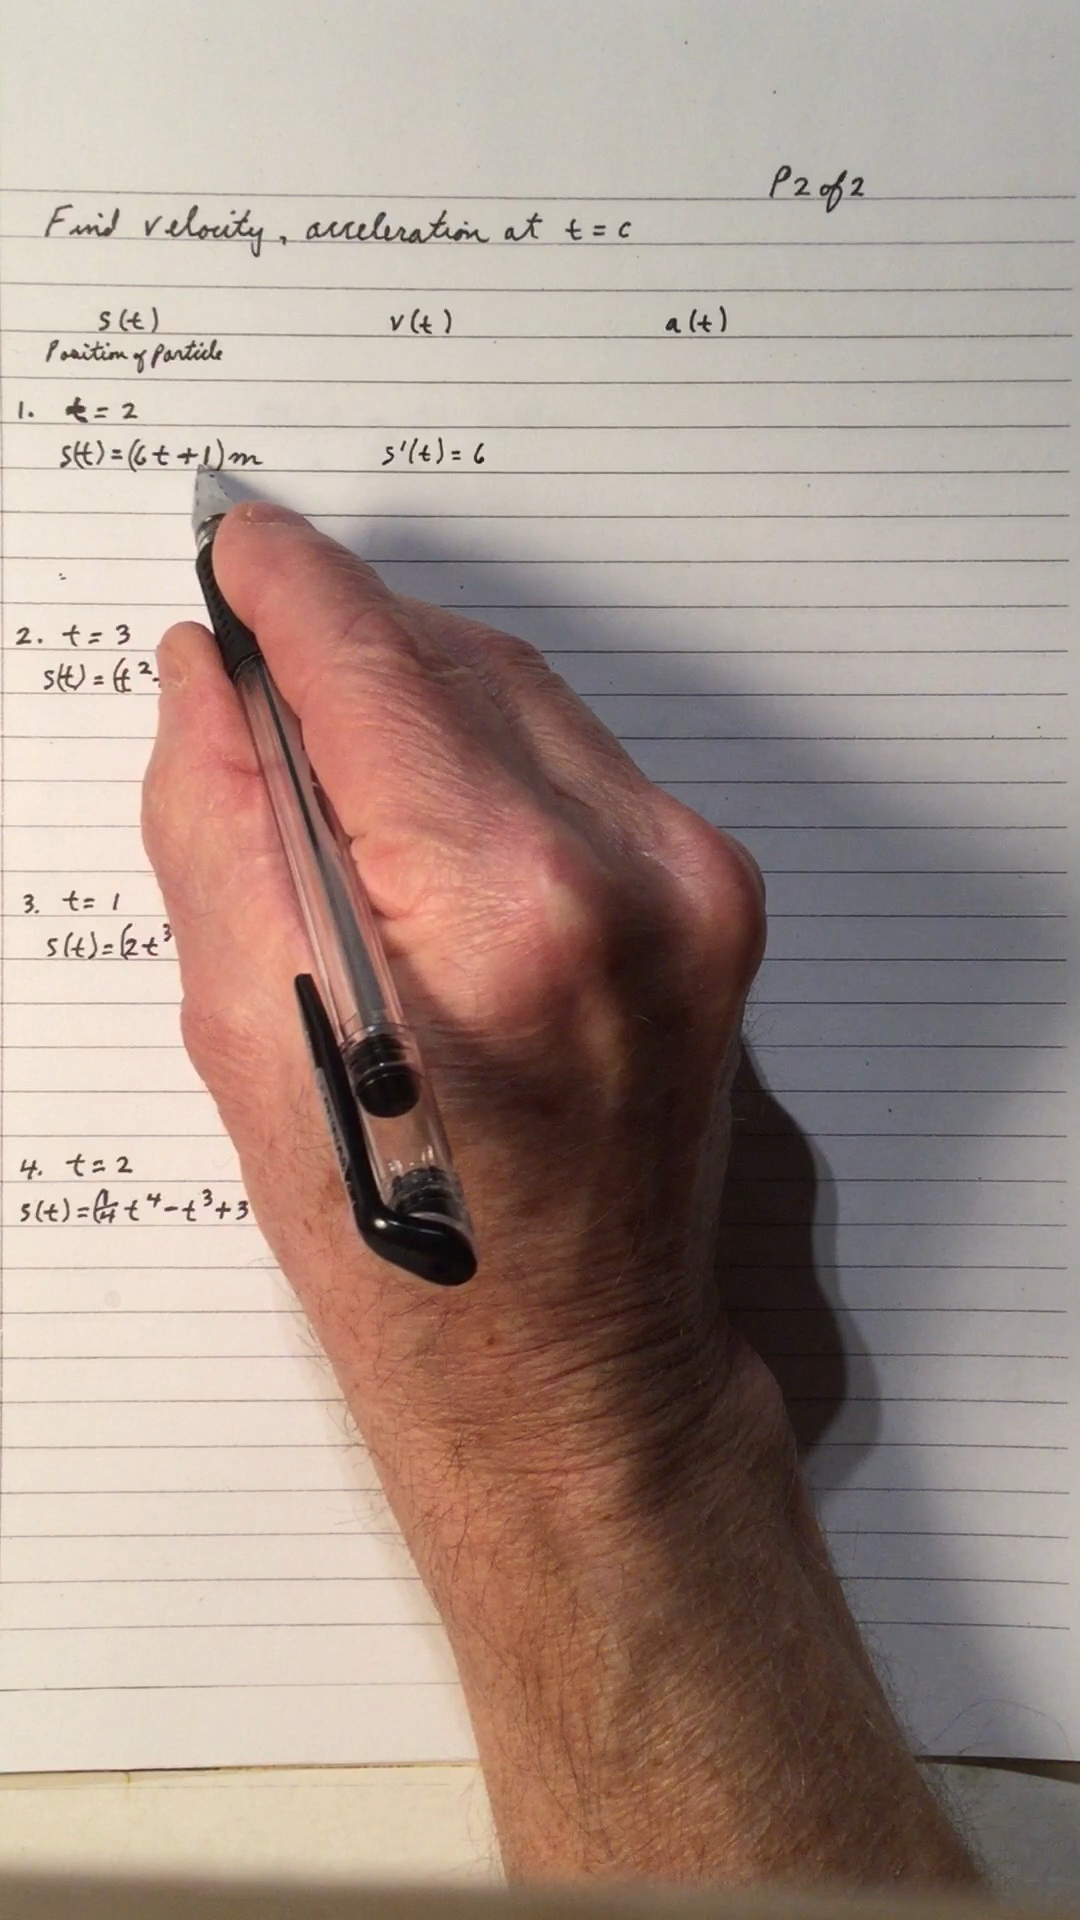 P2 of 2
Find velocity, acceleration at t = c
s(t) v(t) a(t)
Position of Particle
1. t = 2
s(t) = (6t + 1)m s'(t) = 6
2. t = 3
s(t) = (t²-
3. t = 1
s(t) = (2t³
4. t = 2
s(t) = (1/4 t⁴ - t³ + 3